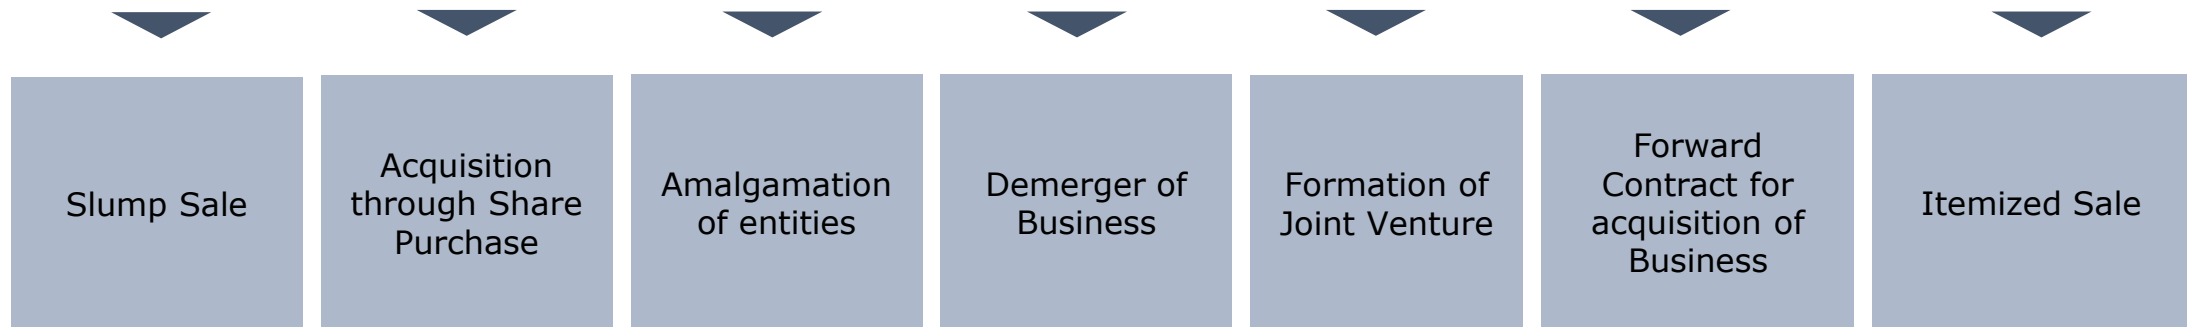 Slump Sale
Acquisition
through Share
Purchase
Amalgamation
of entities
Demerger of
Business
Formation of
Joint Venture
Forward
Contract for
acquisition of
Business
Itemized Sale